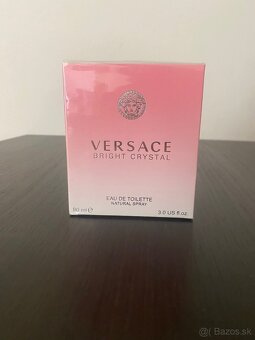 VERSACE
BRIGHT CRYSTAL
EAU DE TOILETTE
NATURAL SPRAY
90 ml e 3.0 US fl.oz
Bazos.sk